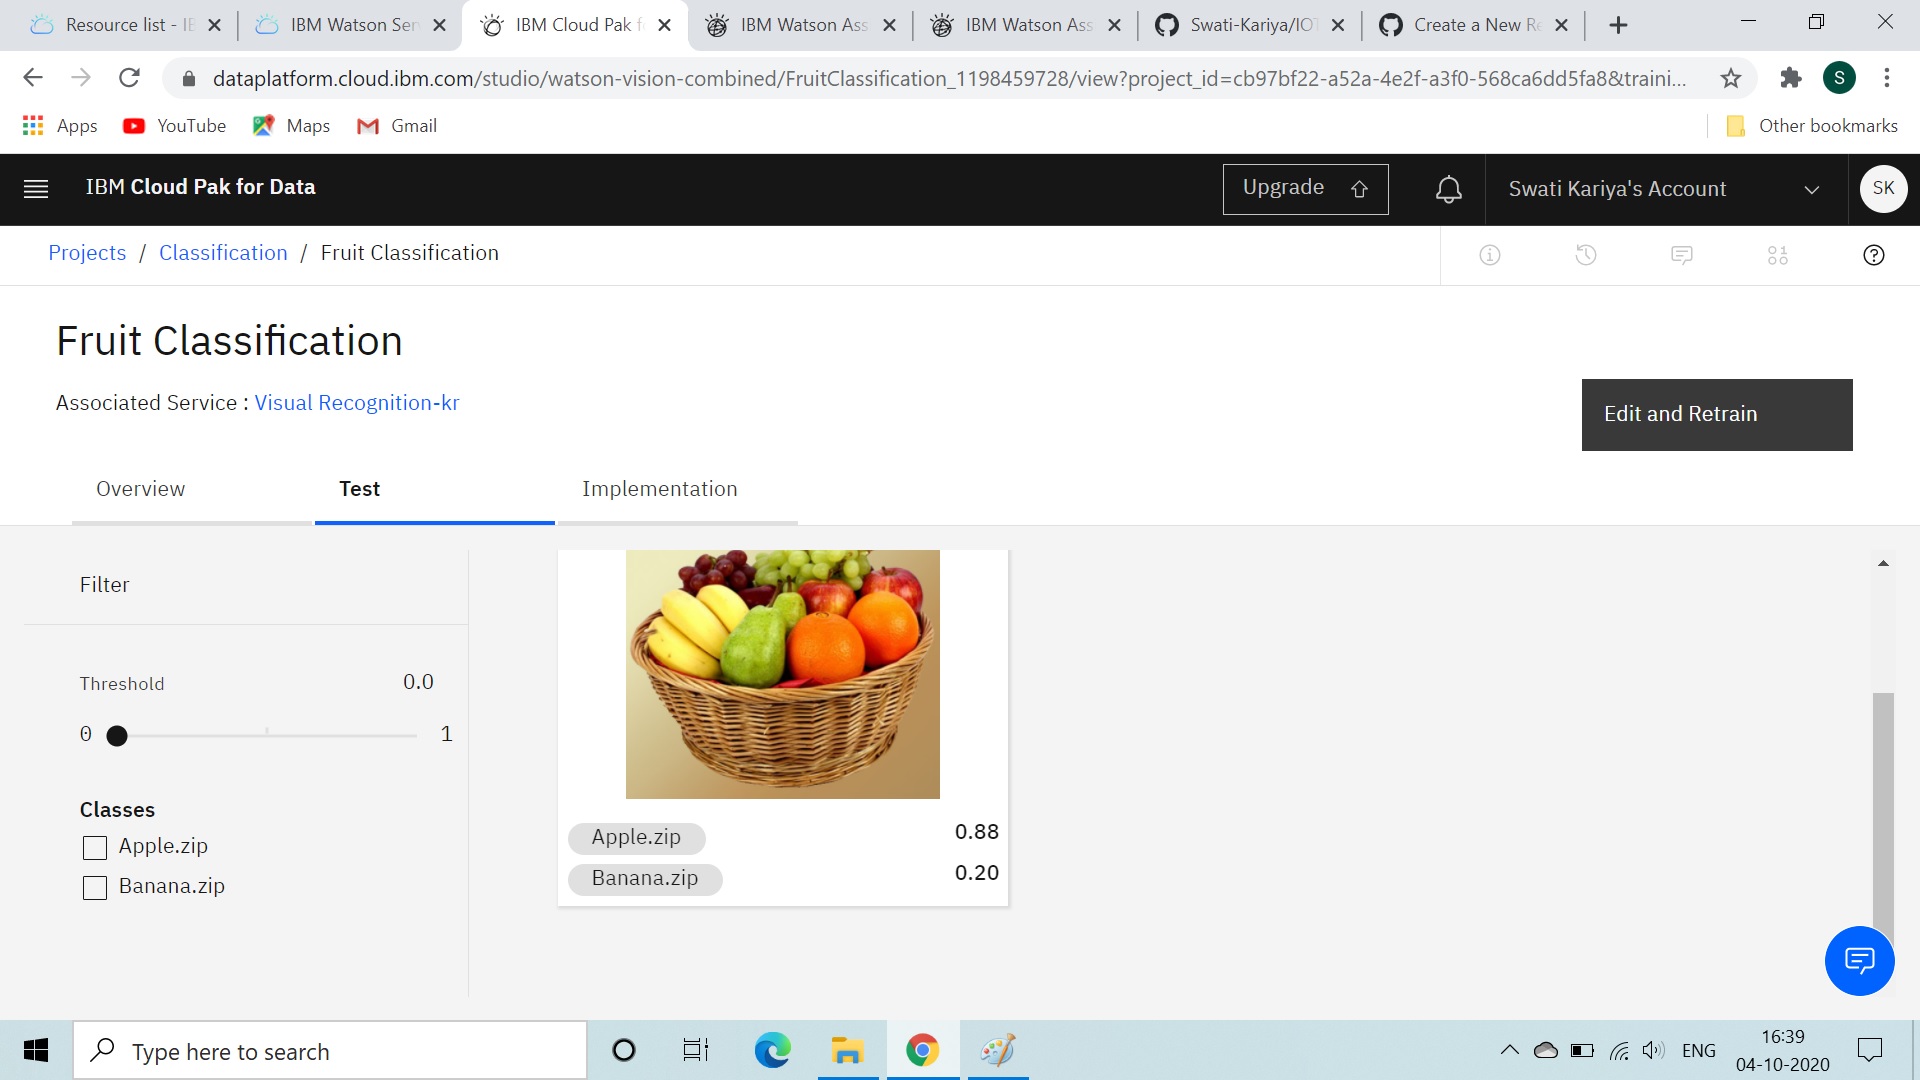 Resource list - IB
IBM Watson Ser
IBM Cloud Pak f
IBM Watson Ass
IBM Watson Ass
Swati-Kariya/IO
Create a New Re
dataplatform.cloud.ibm.com/studio/watson-vision-combined/FruitClassification_1198459728/view?project_id=cb97bf22-a52a-4e2f-a3f0-568ca6dd5fa8&traini...
S
Apps
YouTube
Maps
Gmail
Other bookmarks
IBM Cloud Pak for Data
Upgrade
Swati Kariya's Account
SK
Projects / Classification / Fruit Classification
Fruit Classification
Associated Service : Visual Recognition-kr
Edit and Retrain
Overview
Test
Implementation
Filter
Threshold 0.0
0 1
Classes
Apple.zip
Banana.zip
Apple.zip 0.88
Banana.zip 0.20
Type here to search
ENG
16:39
04-10-2020